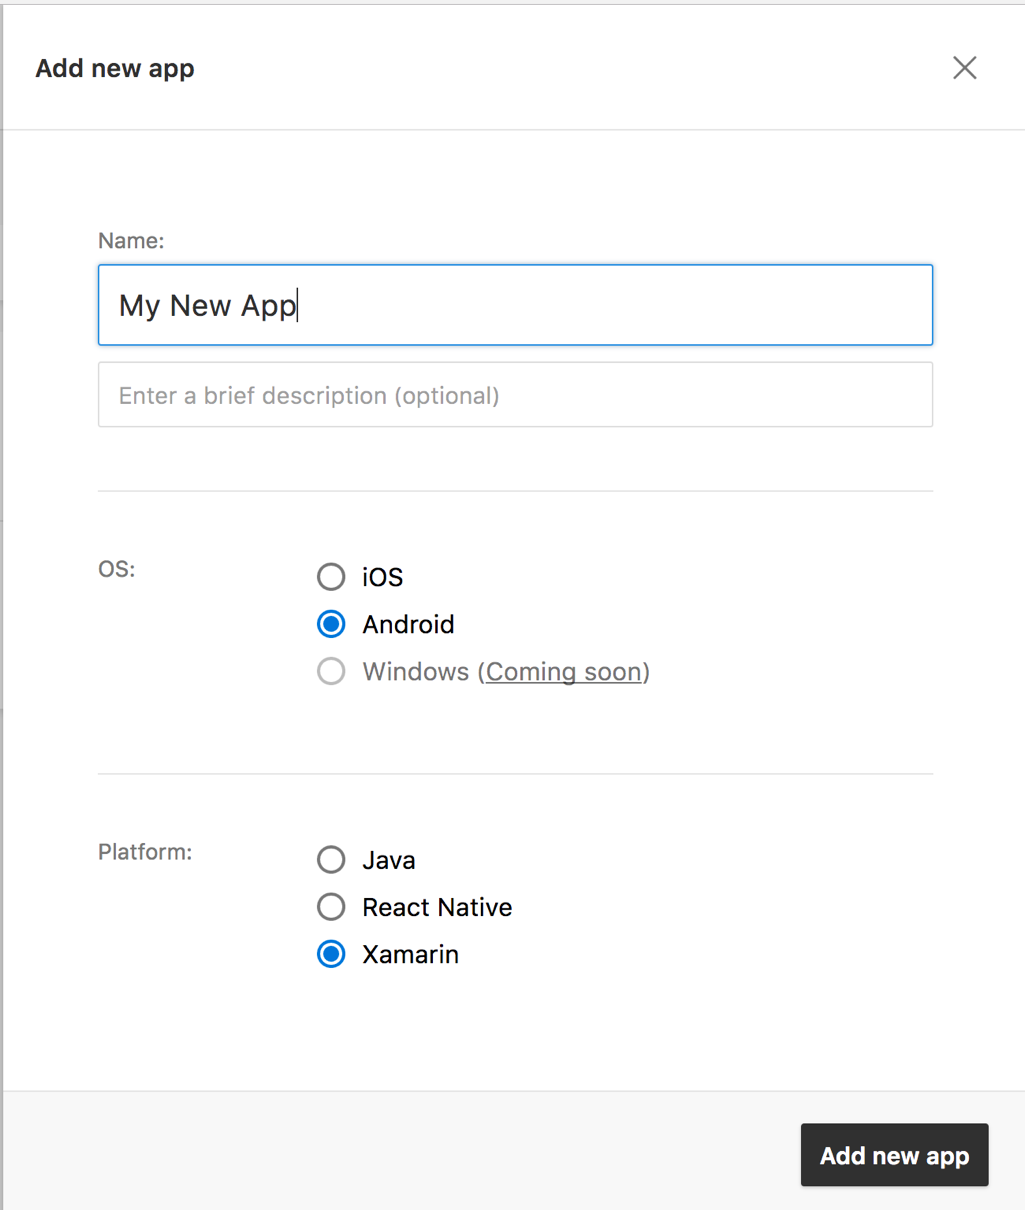 Add new app
Name:
My New App
Enter a brief description (optional)
OS:
iOS
Android
Windows (Coming soon)
Platform:
Java
React Native
Xamarin
Add new app